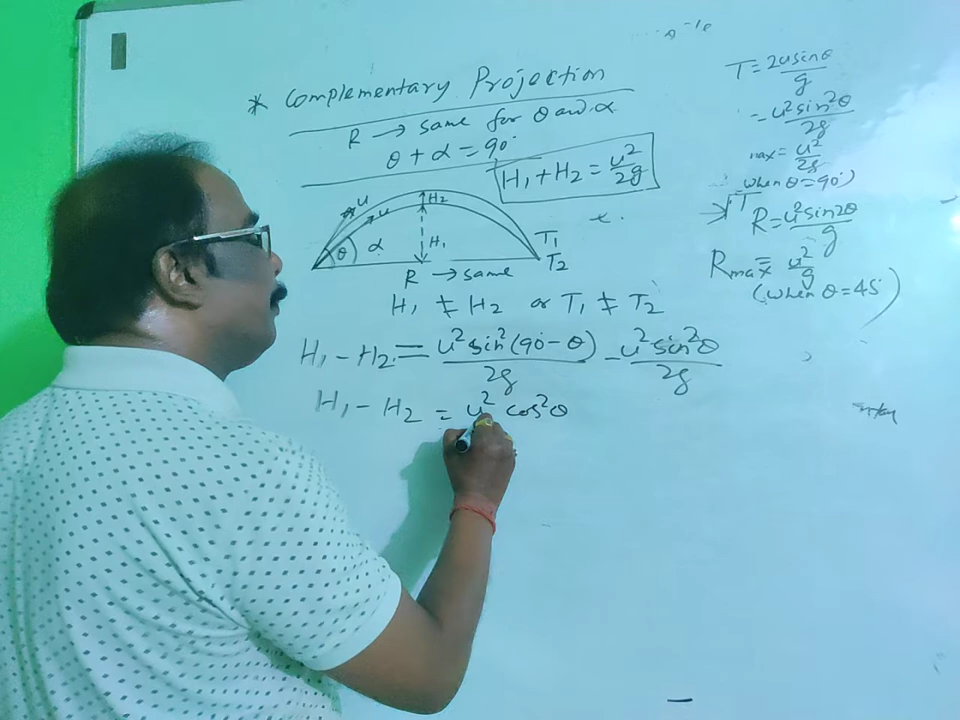 * Complementary Projection
R → same for θ and α
θ + α = 90°
H₁ + H₂ = u²/2g
u
u
H₂
H₁
θ
α
T₁
T₂
R → same
H₁ ≠ H₂ or T₁ ≠ T₂
H₁ - H₂ = u² sin²(90° - θ)/2g - u² sin²θ/2g
H₁ - H₂ = u² cos²θ
T = 2usinθ/g
= u² sin²θ/2g
max = u²/2g
when θ = 90°)
R = u² sin2θ/g
Rmax = u²/g
(when θ = 45°)